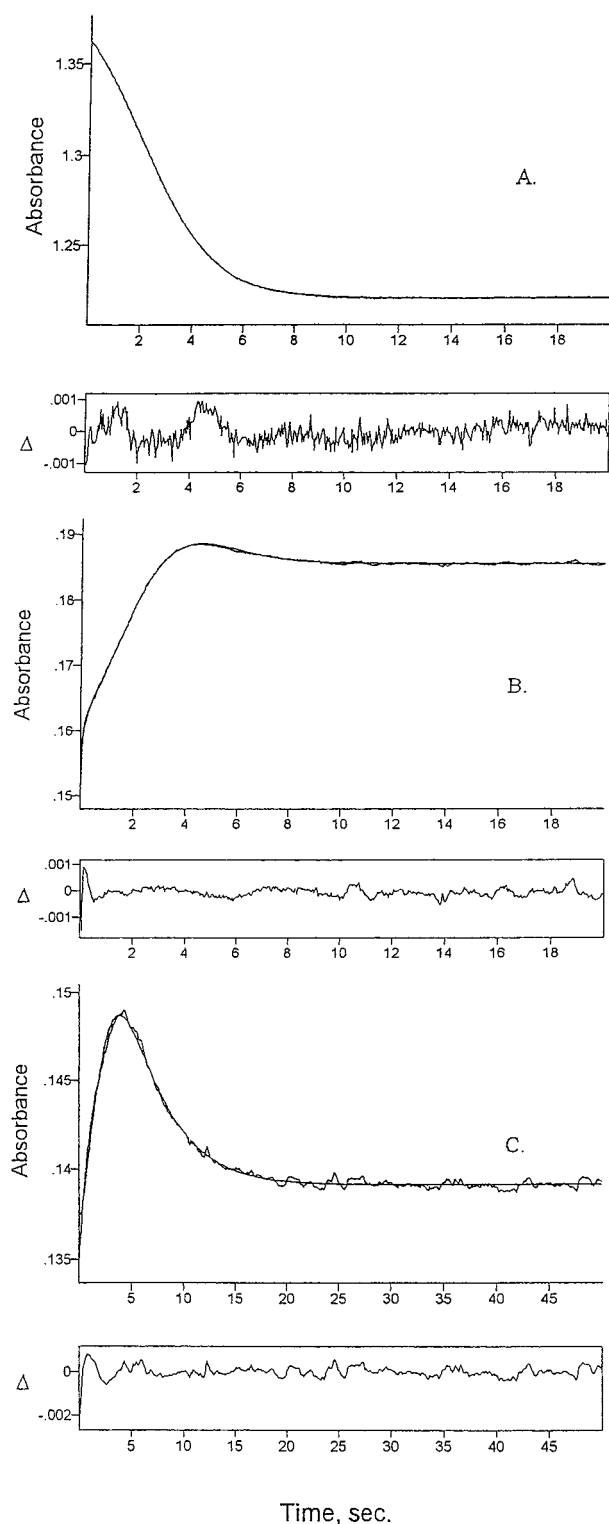 Absorbance
1.35
1.3
1.25
A.
2 4 6 8 10 12 14 16 18
Δ
.001
0
-.001
2 4 6 8 10 12 14 16 18
Absorbance
.19
.18
.17
.16
.15
B.
2 4 6 8 10 12 14 16 18
Δ
.001
0
-.001
2 4 6 8 10 12 14 16 18
Absorbance
.15
.145
.14
.135
C.
5 10 15 20 25 30 35 40 45
Δ
0
-.002
5 10 15 20 25 30 35 40 45
Time, sec.